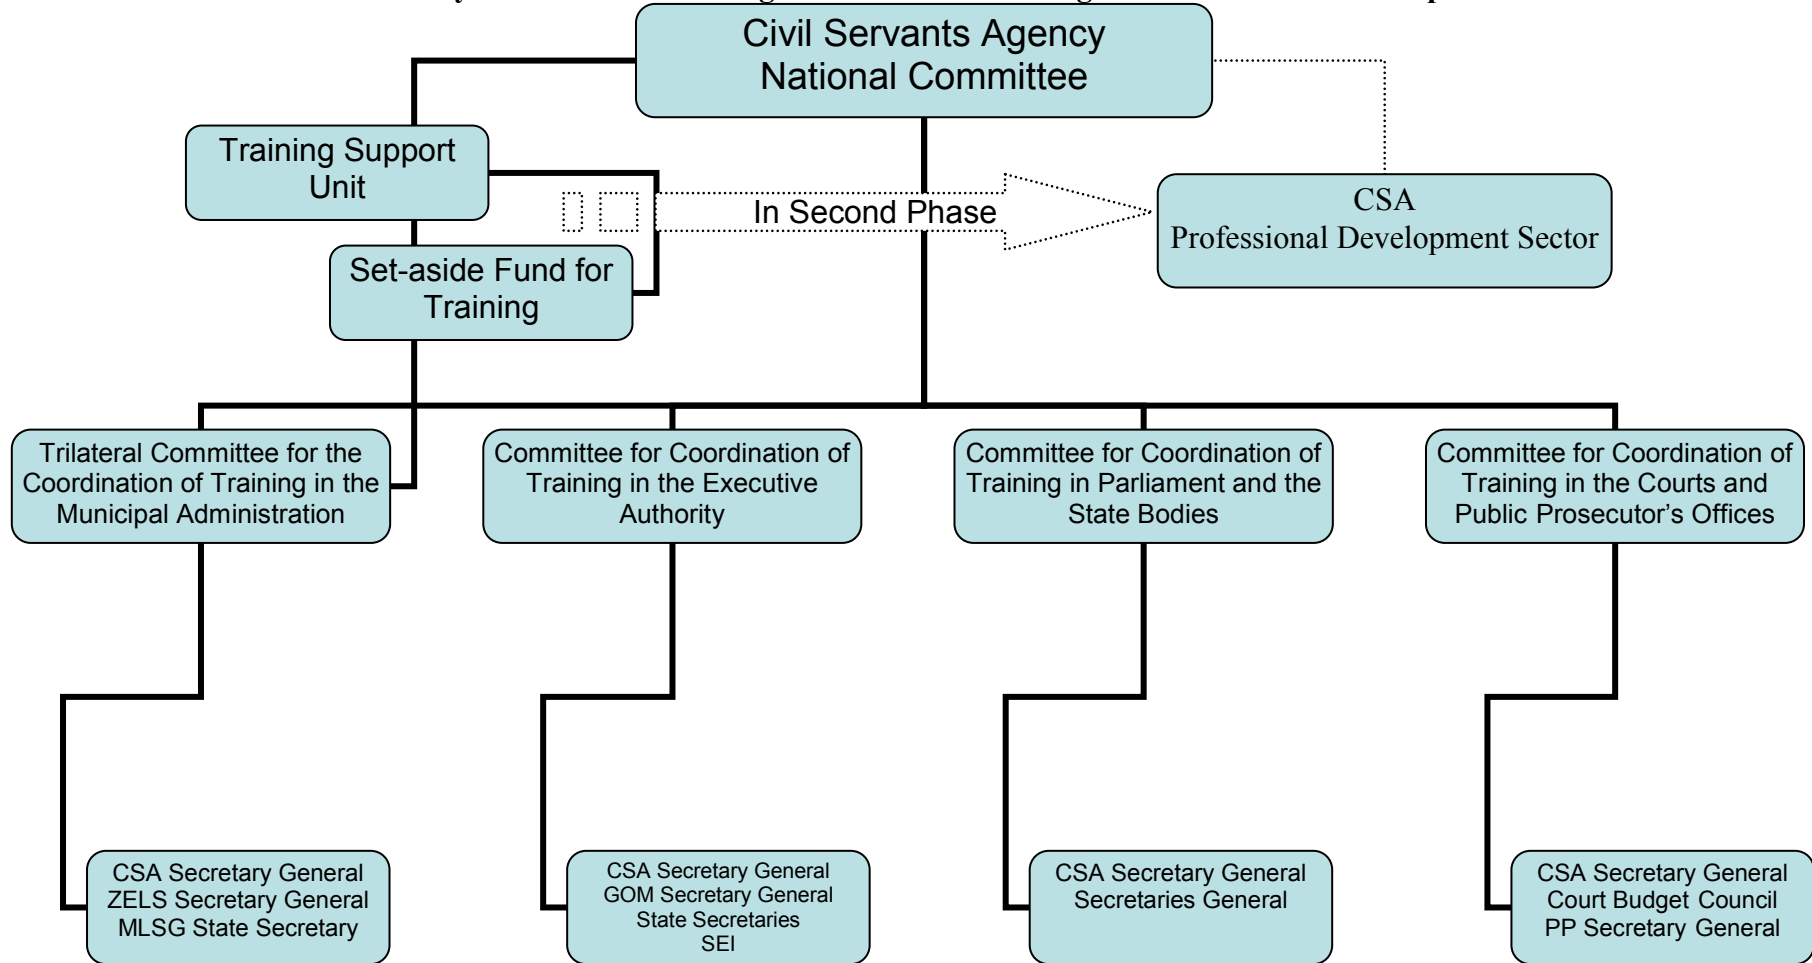 Civil Servants Agency
National Committee
Training Support
Unit
In Second Phase
CSA
Professional Development Sector
Set-aside Fund for
Training
Trilateral Committee for the
Coordination of Training in the
Municipal Administration
Committee for Coordination of
Training in the Executive
Authority
Committee for Coordination of
Training in Parliament and the
State Bodies
Committee for Coordination of
Training in the Courts and
Public Prosecutor’s Offices
CSA Secretary General
ZELS Secretary General
MLSG State Secretary
CSA Secretary General
GOM Secretary General
State Secretaries
SEI
CSA Secretary General
Secretaries General
CSA Secretary General
Court Budget Council
PP Secretary General